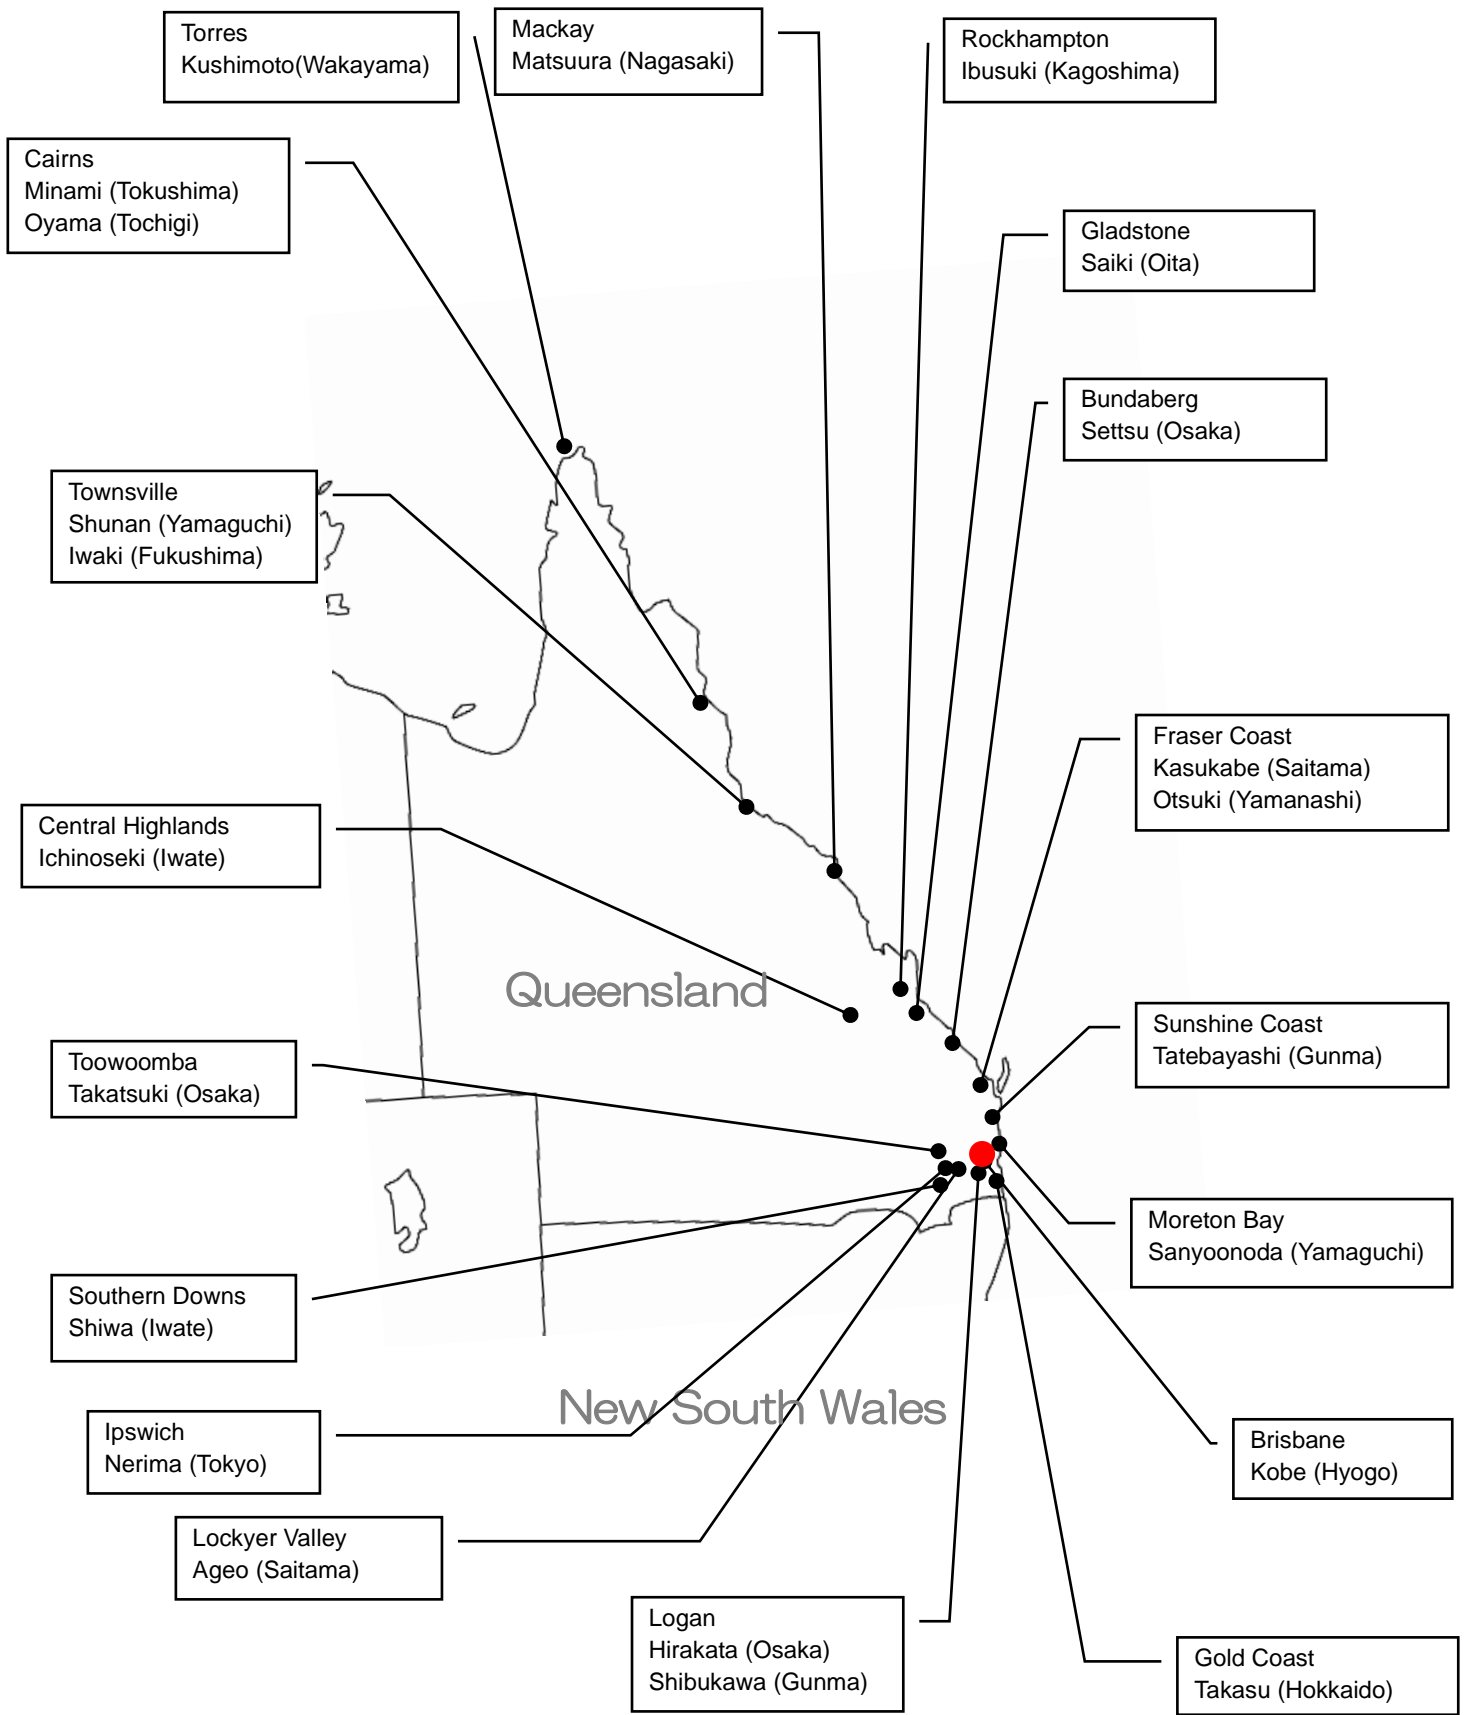 Torres
Kushimoto(Wakayama)
Mackay
Matsuura (Nagasaki)
Rockhampton
Ibusuki (Kagoshima)
Cairns
Minami (Tokushima)
Oyama (Tochigi)
Gladstone
Saiki (Oita)
Bundaberg
Settsu (Osaka)
Townsville
Shunan (Yamaguchi)
Iwaki (Fukushima)
Fraser Coast
Kasukabe (Saitama)
Otsuki (Yamanashi)
Central Highlands
Ichinoseki (Iwate)
Queensland
Sunshine Coast
Tatebayashi (Gunma)
Toowoomba
Takatsuki (Osaka)
Moreton Bay
Sanyoonoda (Yamaguchi)
Southern Downs
Shiwa (Iwate)
New South Wales
Ipswich
Nerima (Tokyo)
Brisbane
Kobe (Hyogo)
Lockyer Valley
Ageo (Saitama)
Logan
Hirakata (Osaka)
Shibukawa (Gunma)
Gold Coast
Takasu (Hokkaido)